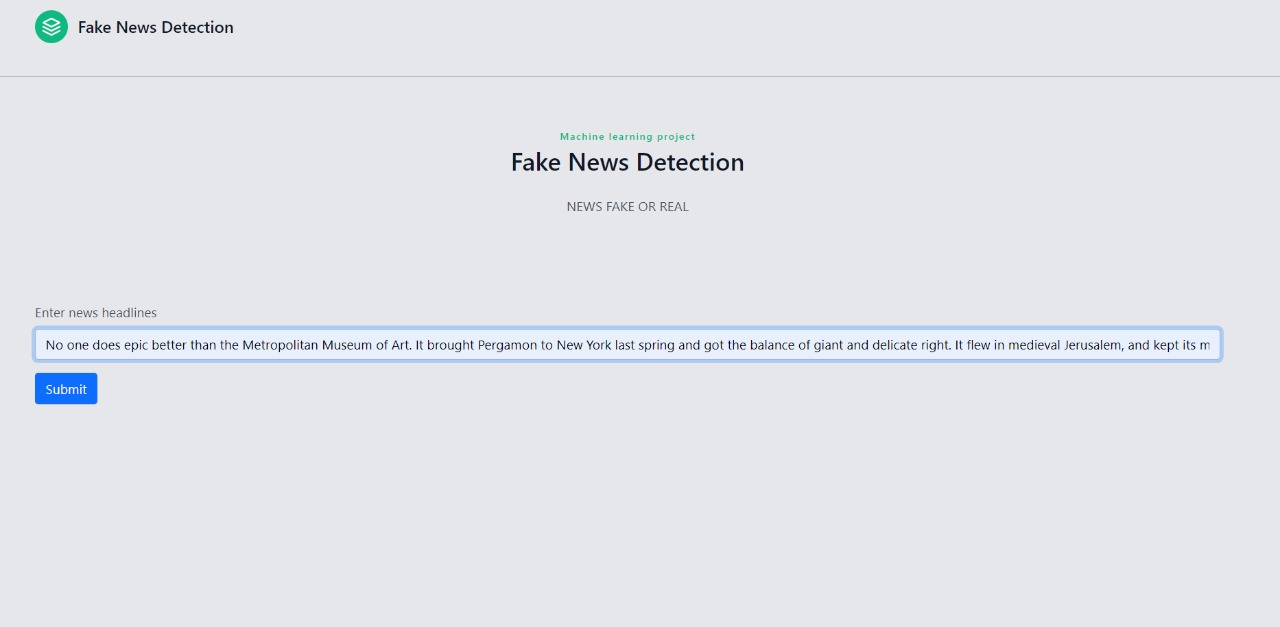 Fake News Detection
Machine learning project
Fake News Detection
NEWS FAKE OR REAL
Enter news headlines
No one does epic better than the Metropolitan Museum of Art. It brought Pergamon to New York last spring and got the balance of giant and delicate right. It flew in medieval Jerusalem, and kept its m
Submit